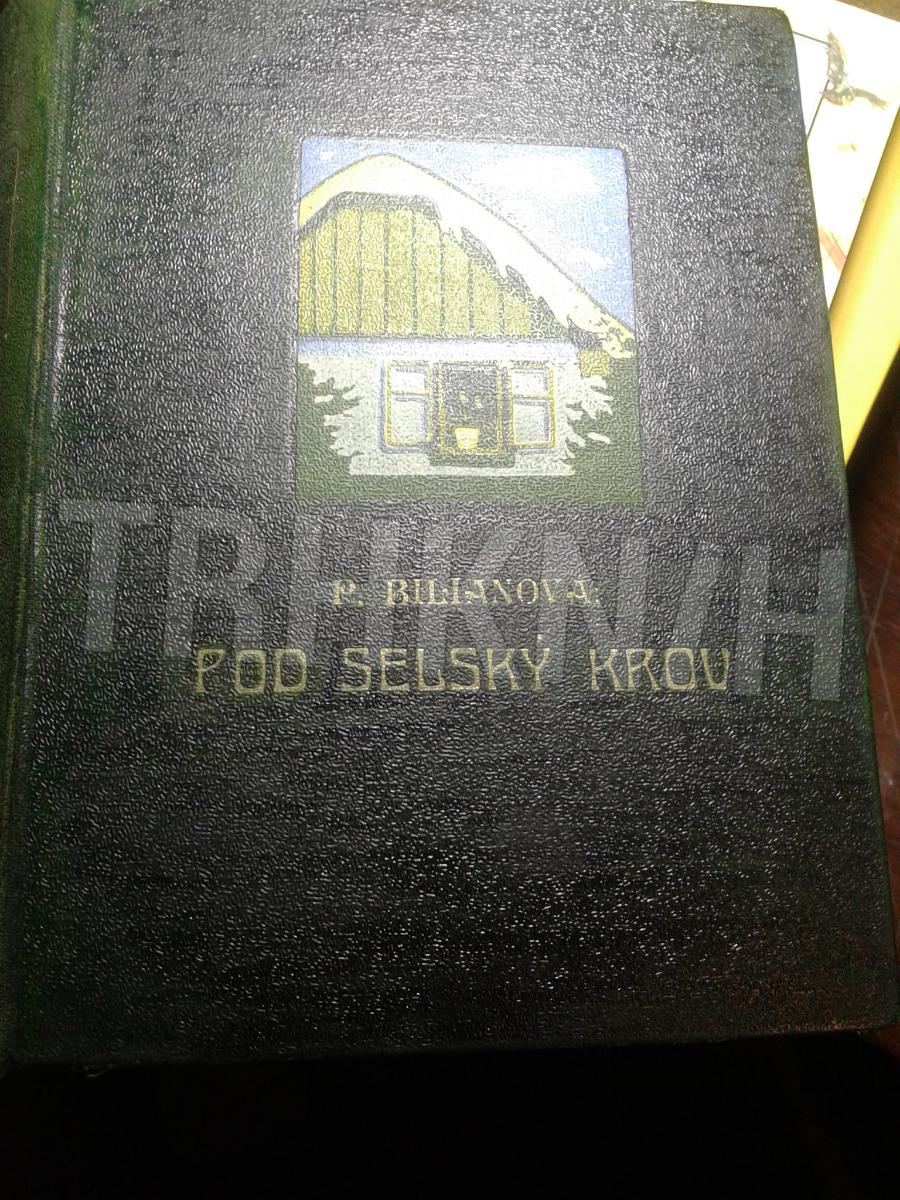 P. BILIANOVA:
POD SELSKÝ KROV
TRHKNIH